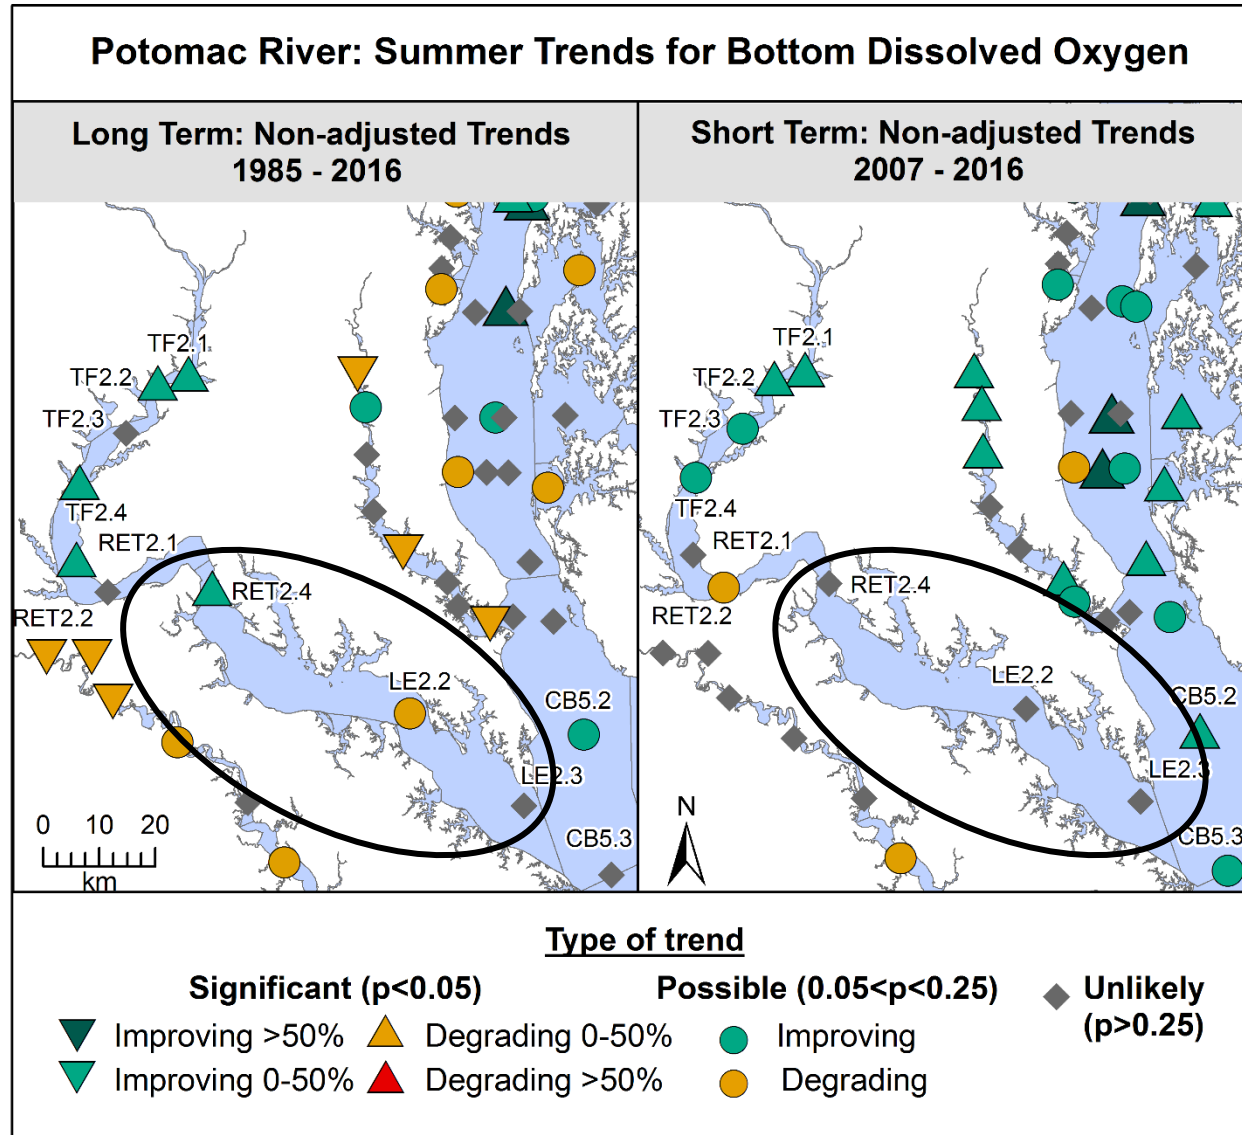 Potomac River: Summer Trends for Bottom Dissolved Oxygen
Long Term: Non-adjusted Trends
1985 - 2016
Short Term: Non-adjusted Trends
2007 - 2016
TF2.1
TF2.2
TF2.3
TF2.4
RET2.1
RET2.4
RET2.2
LE2.2
CB5.2
LE2.3
CB5.3
0 10 20
km
TF2.1
TF2.2
TF2.3
TF2.4
RET2.1
RET2.4
RET2.2
LE2.2
CB5.2
LE2.3
CB5.3
N
Type of trend
Significant (p<0.05)
Improving >50%
Degrading 0-50%
Improving 0-50%
Degrading >50%
Possible (0.05<p<0.25)
Improving
Degrading
Unlikely
(p>0.25)